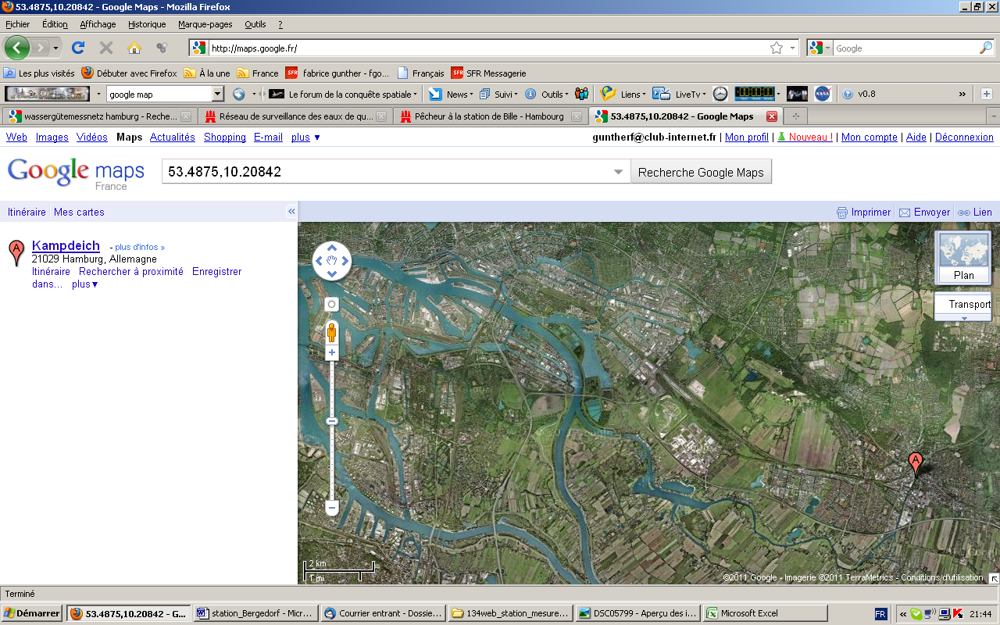 53.4875,10.20842 - Google Maps - Mozilla Firefox
Fichier Édition Affichage Historique Marque-pages Outils ?
http://maps.google.fr/ Google
Les plus visités Débuter avec Firefox À la une France SFR fabrice gunther - fgo... Français SFR SFR Messagerie
google map Le forum de la conquête spatiale News Suivi Outils Liens LiveTv NASA v0.8 »
wassergütemessnetz hamburg - Reche... Réseau de surveillance des eaux de qu... Pêcheur à la station de Bille - Hambourg 53.4875,10.20842 - Google Maps
Web Images Vidéos Maps Actualités Shopping E-mail plus ▼ guntherf@club-internet.fr | Mon profil | Nouveau ! | Mon compte | Aide | Déconnexion
Google maps 53.4875,10.20842 Recherche Google Maps
France
Itinéraire Mes cartes « Imprimer Envoyer Lien
A Kampdeich - plus d'infos »
21029 Hamburg, Allemagne
Itinéraire Rechercher à proximité Enregistrer
dans... plus▼
Plan
Transport
A
2 km
1 mi
©2011 Google - Imagerie ©2011 TerraMetrics - Conditions d'utilisation
Terminé
Démarrer 53.4875,10.20842 - G... station_Bergedorf - Micr... Courrier entrant - Dossie... 134web_station_mesure... DSC05799 - Aperçu des i... Microsoft Excel FR « 21:44